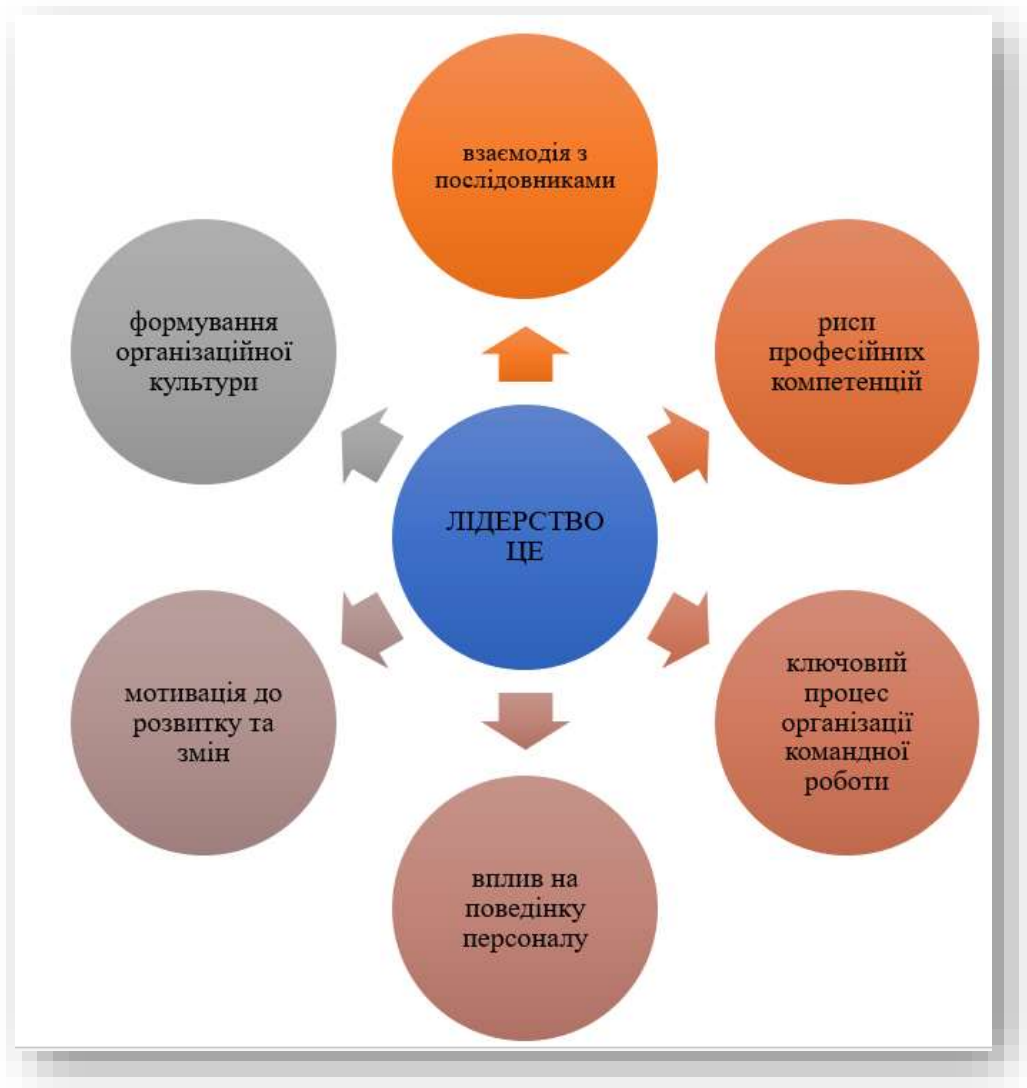 взаємодія з
послідовниками
риси
професійних
компетенцій
ключовий
процес
організації
командної
роботи
вплив на
поведінку
персоналу
мотивація до
розвитку та
змін
формування
організаційної
культури
ЛІДЕРСТВО
ЦЕ